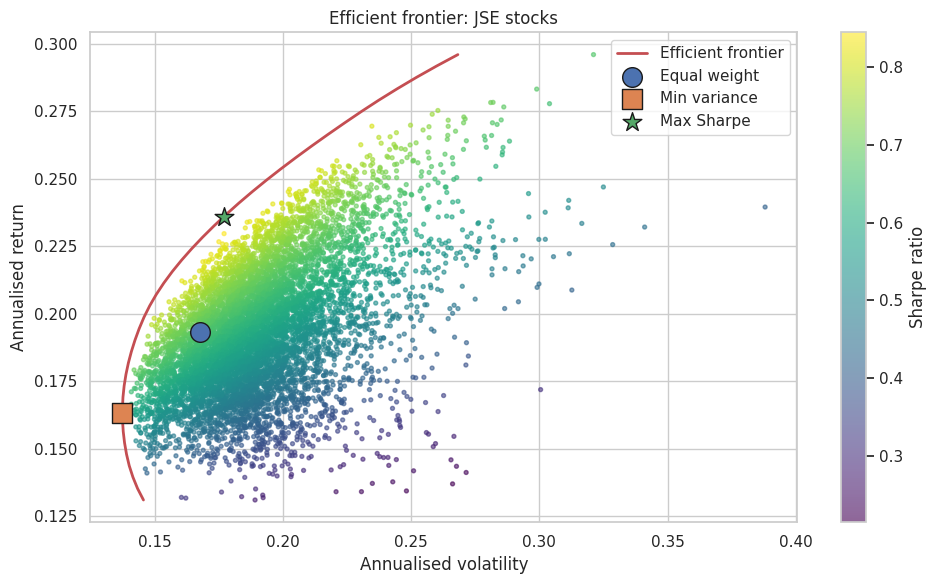 Efficient frontier: JSE stocks
Efficient frontier
Equal weight
Min variance
Max Sharpe
Annualised return
0.300
0.275
0.250
0.225
0.200
0.175
0.150
0.125
0.15
0.20
0.25
0.30
0.35
0.40
Annualised volatility
0.8
0.7
0.6
0.5
0.4
0.3
Sharpe ratio